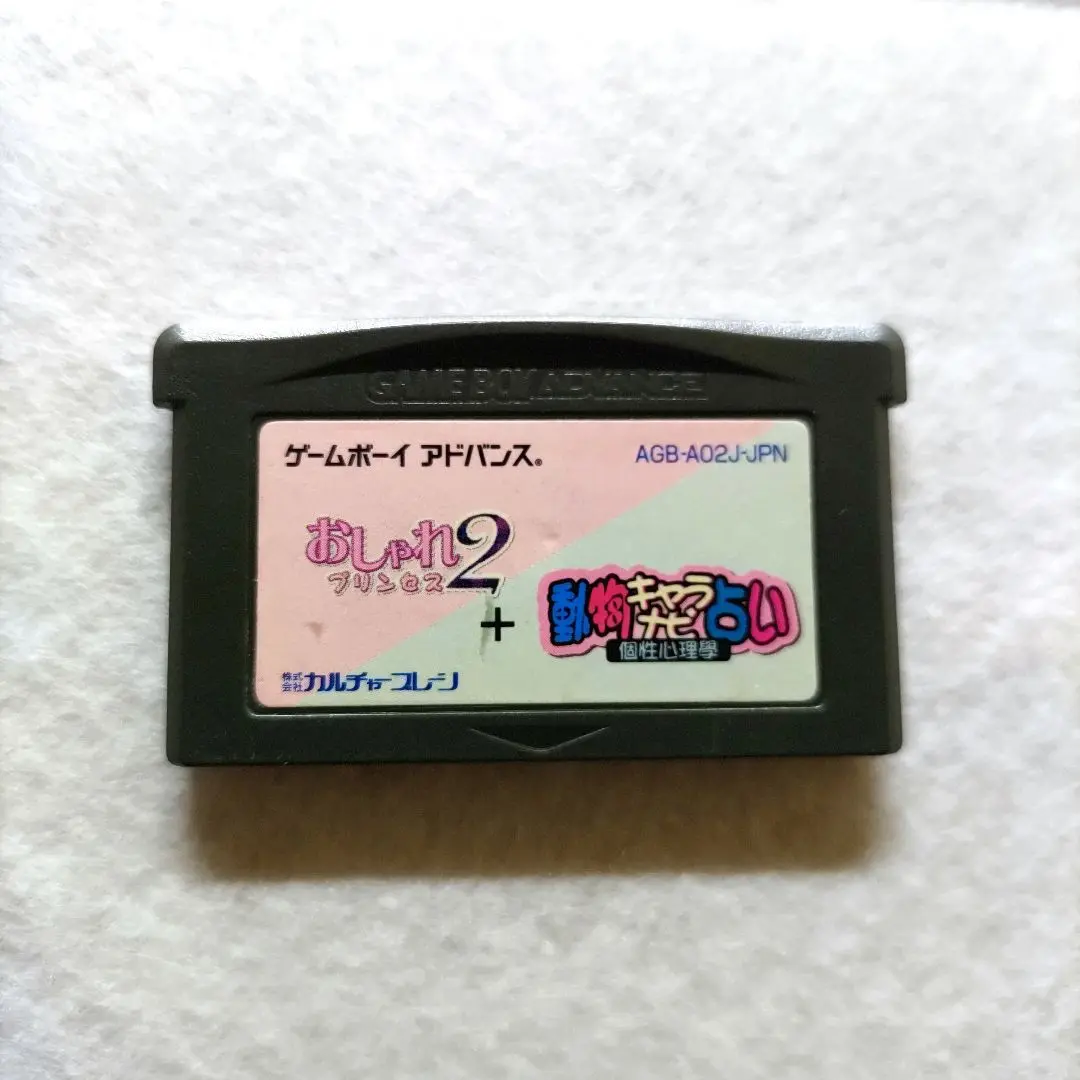 GAME BOY ADVANCE
ゲームボーイ アドバンス®
AGB-A02J-JPN
おしゃれ
プリンセス
2
+
動物キャラナビ占い
個性心理學
株式会社カルチャーブレーン